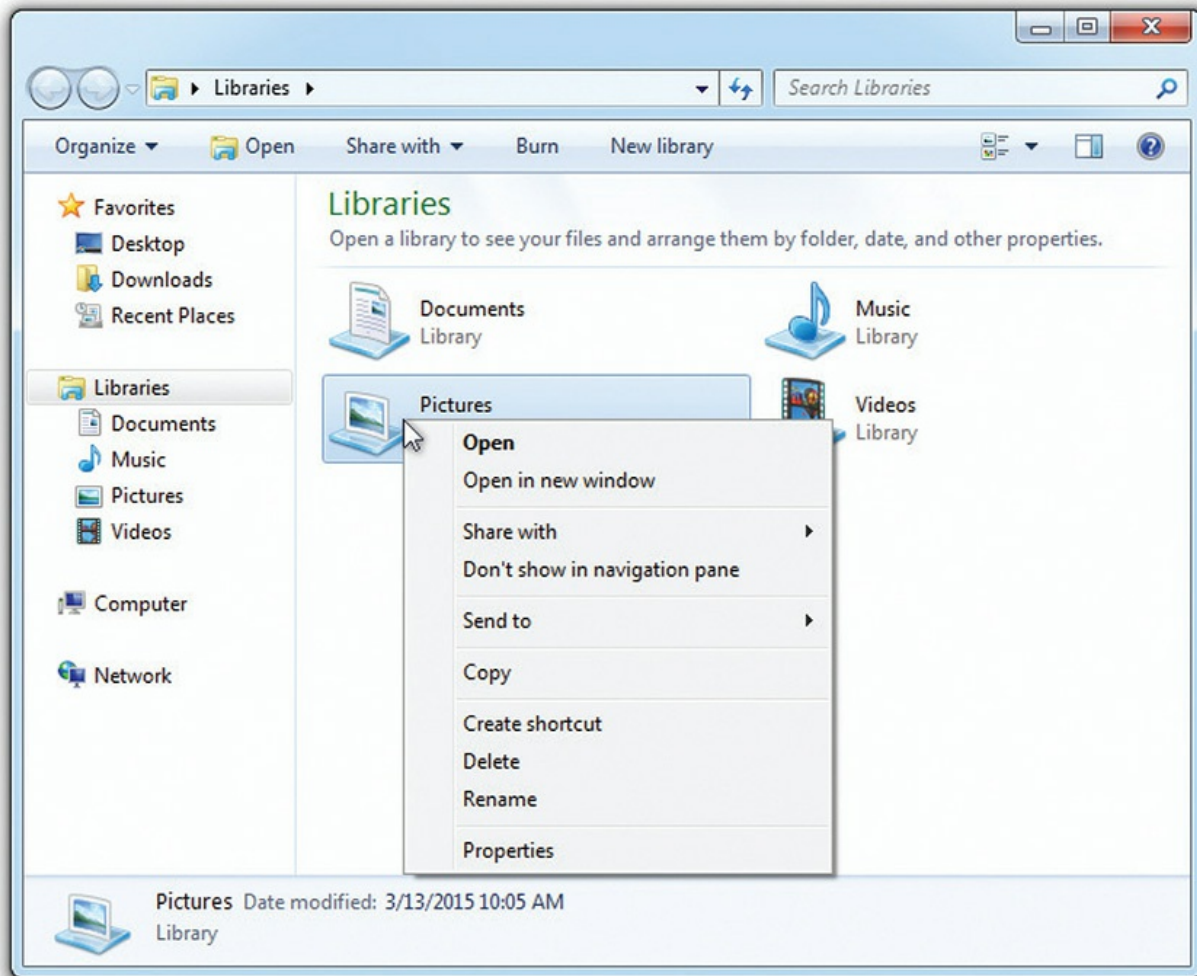 Libraries
Search Libraries
Organize Open Share with Burn New library
Favorites
Desktop
Downloads
Recent Places
Libraries
Documents
Music
Pictures
Videos
Computer
Network
Libraries
Open a library to see your files and arrange them by folder, date, and other properties.
Documents
Library
Music
Library
Pictures
Videos
Library
Open
Open in new window
Share with
Don't show in navigation pane
Send to
Copy
Create shortcut
Delete
Rename
Properties
Pictures Date modified: 3/13/2015 10:05 AM
Library